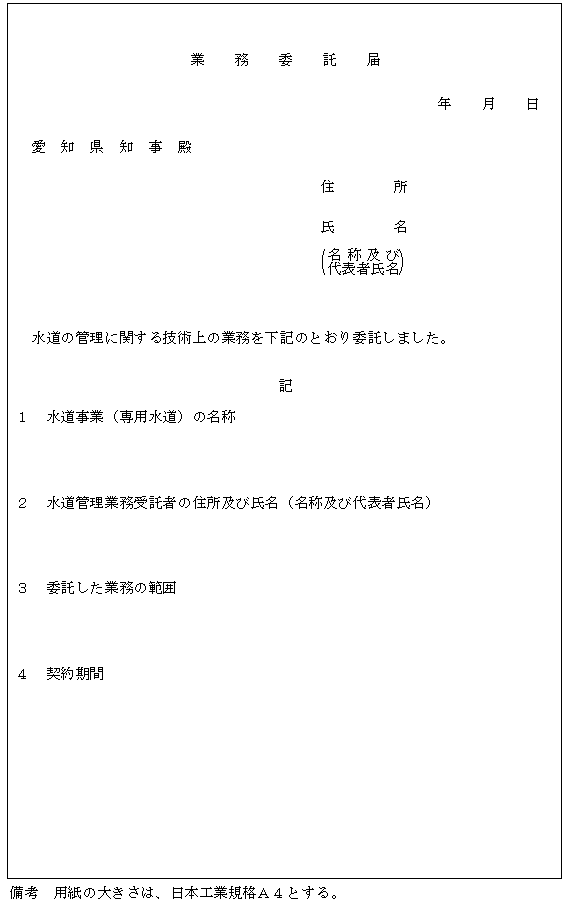 業　務　委　託　届
年　月　日
愛知県知事殿
住　所
氏　名
(名称及び
代表者氏名)
水道の管理に関する技術上の業務を下記のとおり委託しました。
記
１　水道事業（専用水道）の名称
２　水道管理業務受託者の住所及び氏名（名称及び代表者氏名）
３　委託した業務の範囲
４　契約期間
備考　用紙の大きさは、日本工業規格Ａ４とする。